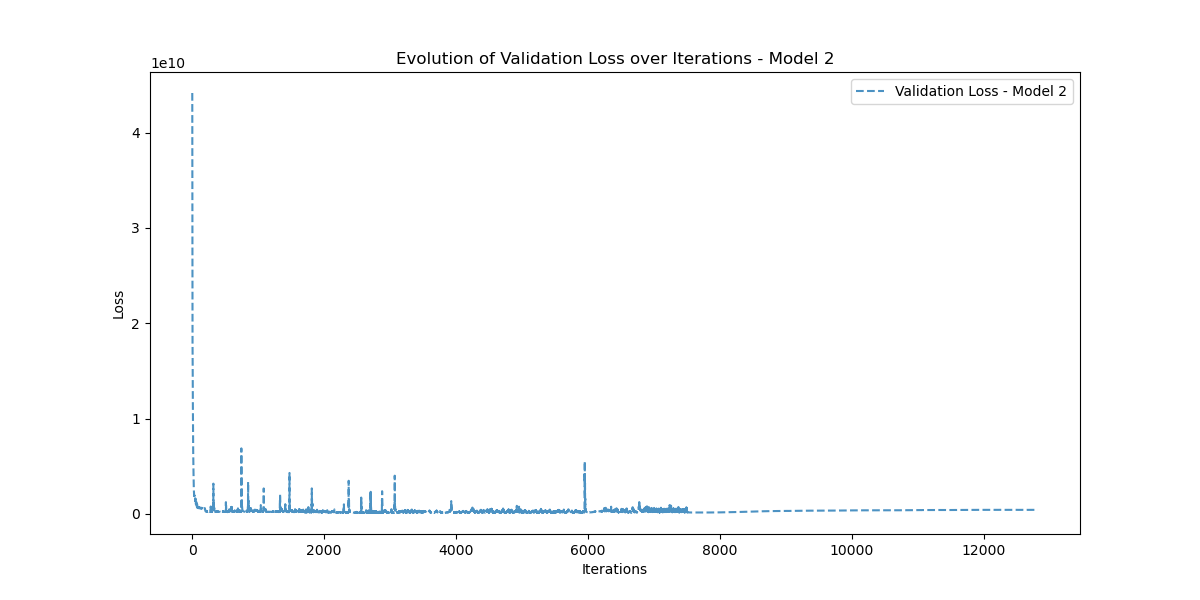 Evolution of Validation Loss over Iterations - Model 2
1e10
Validation Loss - Model 2
4
3
2
1
0
Loss
0 2000 4000 6000 8000 10000 12000
Iterations